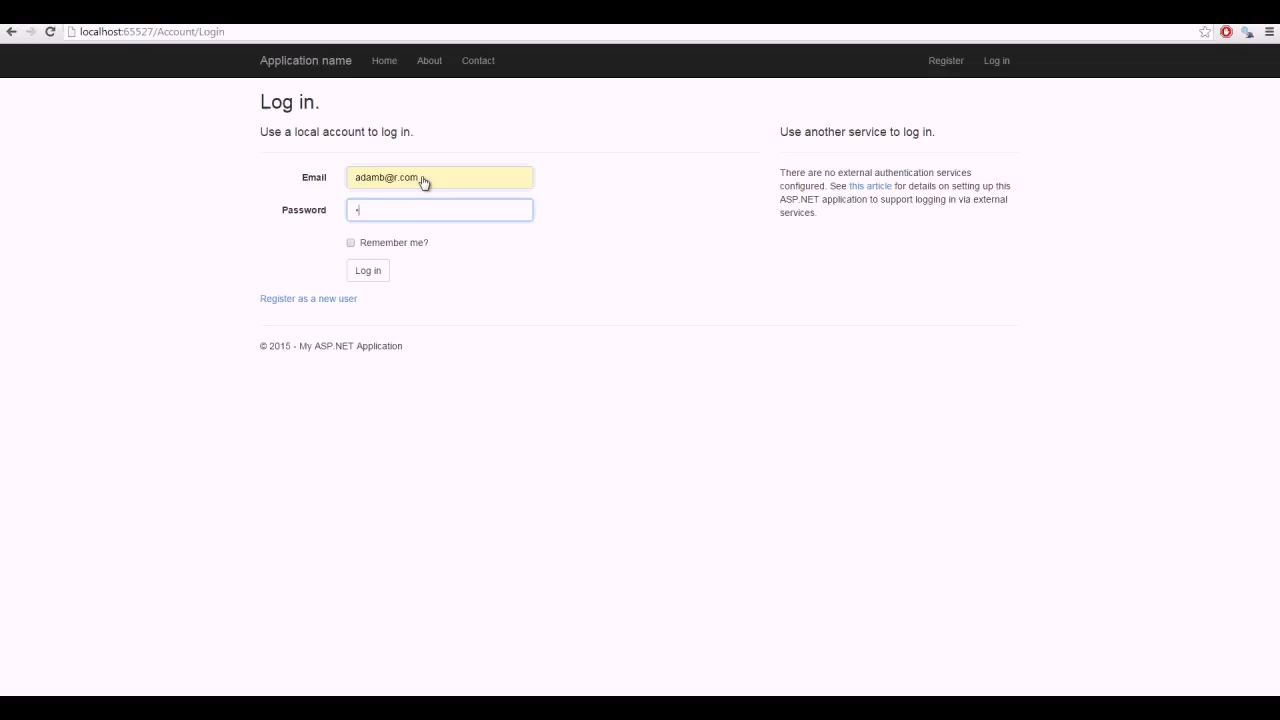 localhost:65527/Account/Login
Application name Home About Contact Register Log in
Log in.
Use a local account to log in.
Email adamb@r.com
Password
Remember me?
Log in
Register as a new user
Use another service to log in.
There are no external authentication services
configured. See this article for details on setting up this
ASP.NET application to support logging in via external
services.
© 2015 - My ASP.NET Application